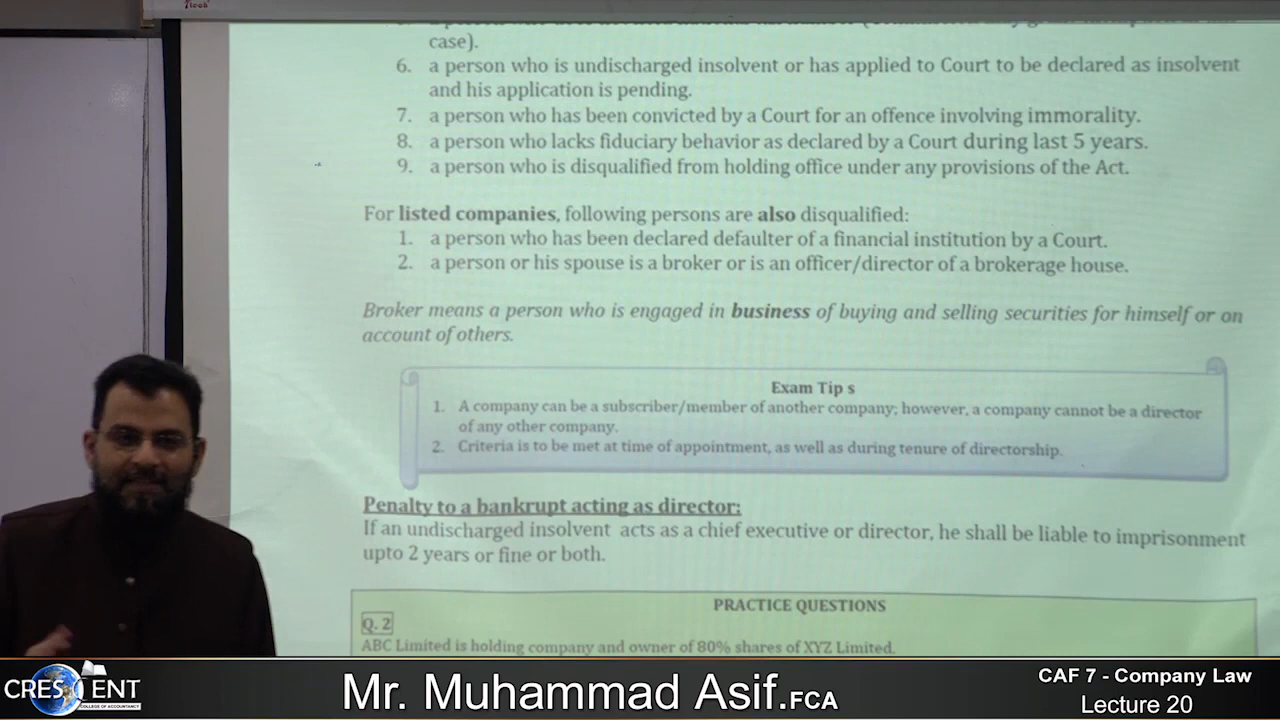 case).
6. a person who is undischarged insolvent or has applied to Court to be declared as insolvent
and his application is pending.
7. a person who has been convicted by a Court for an offence involving immorality.
8. a person who lacks fiduciary behavior as declared by a Court during last 5 years.
9. a person who is disqualified from holding office under any provisions of the Act.
For listed companies, following persons are also disqualified:
1. a person who has been declared defaulter of a financial institution by a Court.
2. a person or his spouse is a broker or is an officer/director of a brokerage house.
Broker means a person who is engaged in business of buying and selling securities for himself or on
account of others.
Exam Tip s
1. A company can be a subscriber/member of another company; however, a company cannot be a director
of any other company.
2. Criteria is to be met at time of appointment, as well as during tenure of directorship.
Penalty to a bankrupt acting as director:
If an undischarged insolvent acts as a chief executive or director, he shall be liable to imprisonment
upto 2 years or fine or both.
PRACTICE QUESTIONS
Q. 2
ABC Limited is holding company and owner of 80% shares of XYZ Limited.
CRESCENT
COLLEGE OF ACCOUNTANCY
Mr. Muhammad Asif.FCA
CAF 7 - Company Law
Lecture 20